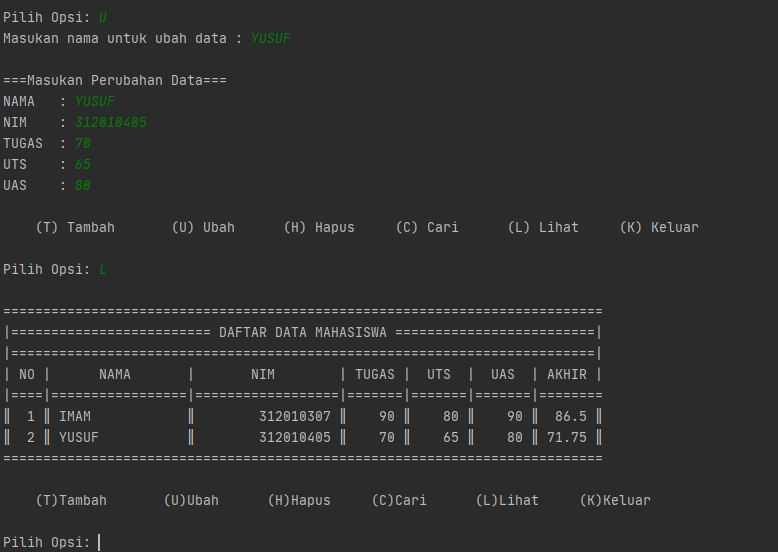 Pilih Opsi: U
Masukan nama untuk ubah data : YUSUF
===Masukan Perubahan Data===
NAMA   : YUSUF
NIM    : 312010405
TUGAS  : 70
UTS    : 65
UAS    : 80
    (T) Tambah       (U) Ubah      (H) Hapus     (C) Cari      (L) Lihat     (K) Keluar
Pilih Opsi: L
===========================================================================
|========================= DAFTAR DATA MAHASISWA =========================|
|=========================================================================|
| NO |      NAMA       |       NIM        | TUGAS |  UTS  |  UAS  | AKHIR |
|====|=================|==================|=======|=======|=======|========
║  1 ║ IMAM            ║        312010307 ║    90 ║    80 ║    90 ║  86.5 ║
║  2 ║ YUSUF           ║        312010405 ║    70 ║    65 ║    80 ║ 71.75 ║
===========================================================================
    (T)Tambah       (U)Ubah      (H)Hapus     (C)Cari      (L)Lihat     (K)Keluar
Pilih Opsi: